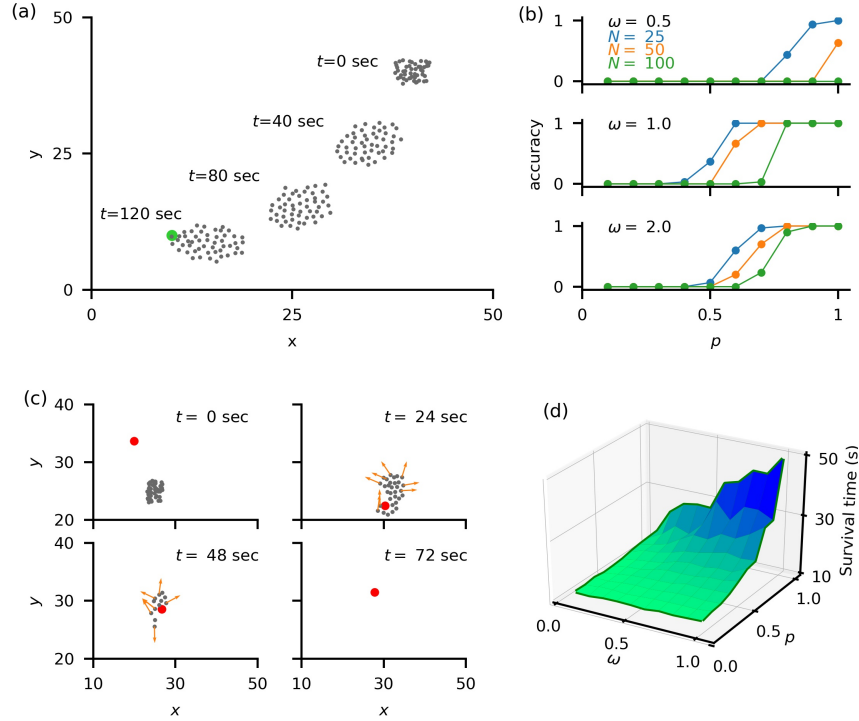 (a)
50
25
0
y
t=0 sec
t=40 sec
t=80 sec
t=120 sec
0
25
50
x
(b)
1
0
ω = 0.5
N = 25
N = 50
N = 100
accuracy
1
0
ω = 1.0
1
0
ω = 2.0
0.5
1
p
(c)
40
30
20
y
t = 0 sec
t = 24 sec
40
30
20
y
t = 48 sec
t = 72 sec
10
30
50
x
10
30
50
x
(d)
50
30
10
Survival time (s)
0.0
0.5
1.0
ω
0.0
0.5
1.0
p